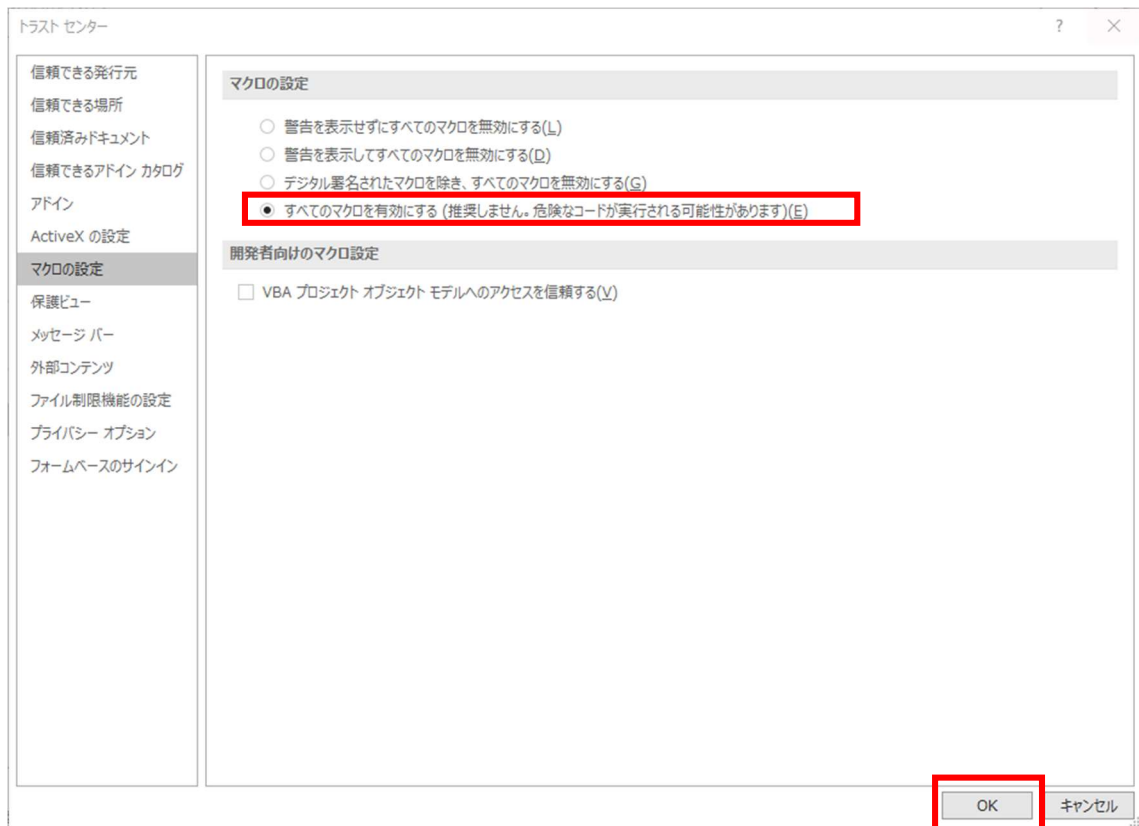 トラスト センター
?
信頼できる発行元
信頼できる場所
信頼済みドキュメント
信頼できるアドイン カタログ
アドイン
ActiveX の設定
マクロの設定
保護ビュー
メッセージ バー
外部コンテンツ
ファイル制限機能の設定
プライバシー オプション
フォームベースのサインイン
マクロの設定
警告を表示せずにすべてのマクロを無効にする(L)
警告を表示してすべてのマクロを無効にする(D)
デジタル署名されたマクロを除き、すべてのマクロを無効にする(G)
すべてのマクロを有効にする (推奨しません。危険なコードが実行される可能性があります)(E)
開発者向けのマクロ設定
VBA プロジェクト オブジェクト モデルへのアクセスを信頼する(V)
OK
キャンセル